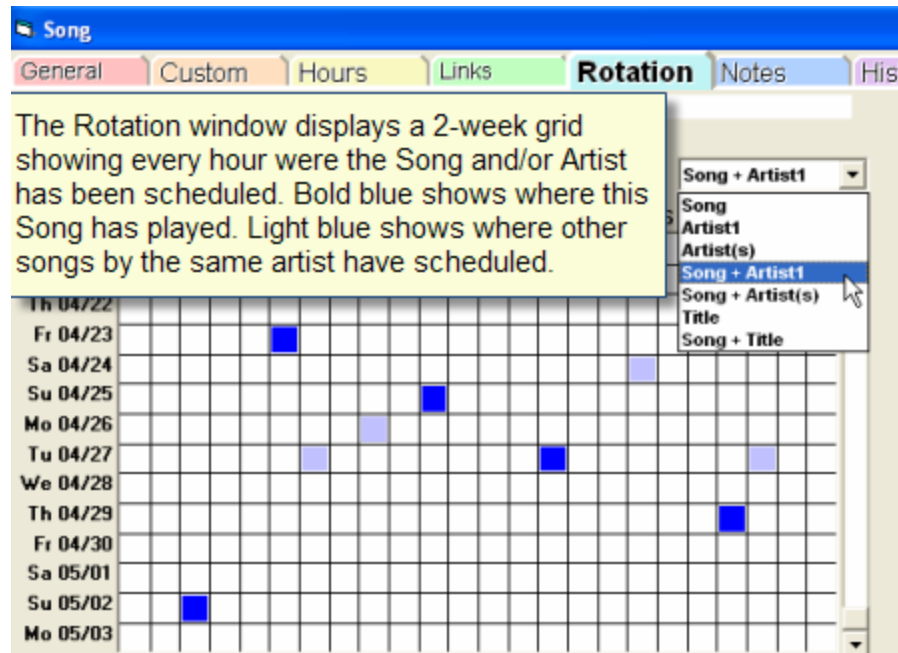 Song
General Custom Hours Links Rotation Notes His
The Rotation window displays a 2-week grid
showing every hour were the Song and/or Artist
has been scheduled. Bold blue shows where this
Song has played. Light blue shows where other
songs by the same artist have scheduled.
Song + Artist1
Song
Artist1
Artist(s)
Song + Artist1
Song + Artist(s)
Title
Song + Title
Th 04/22
Fr 04/23
Sa 04/24
Su 04/25
Mo 04/26
Tu 04/27
We 04/28
Th 04/29
Fr 04/30
Sa 05/01
Su 05/02
Mo 05/03